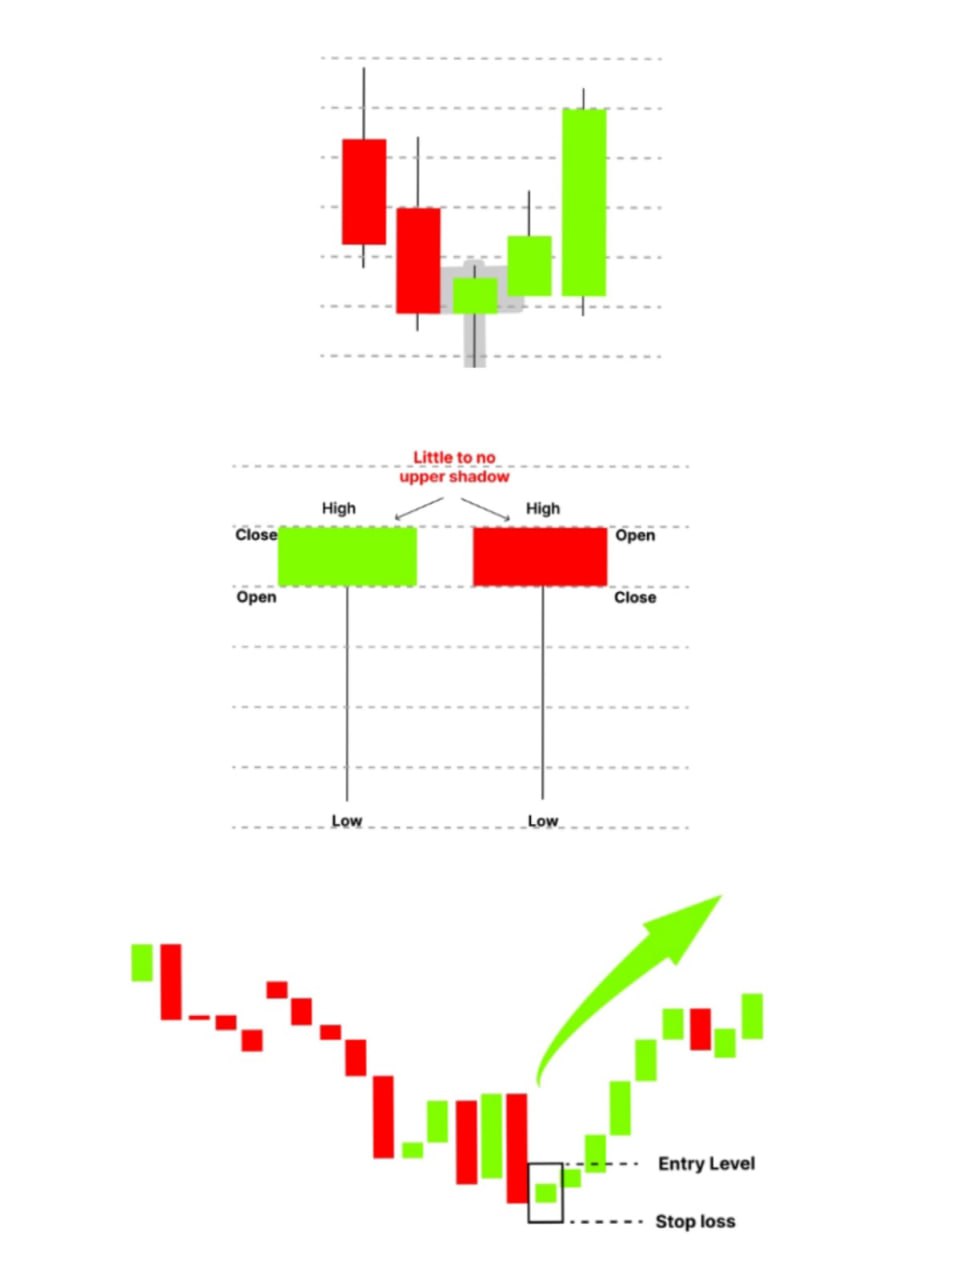 Little to no
upper shadow
High
High
Close
Open
Open
Close
Low
Low
Entry Level
Stop loss